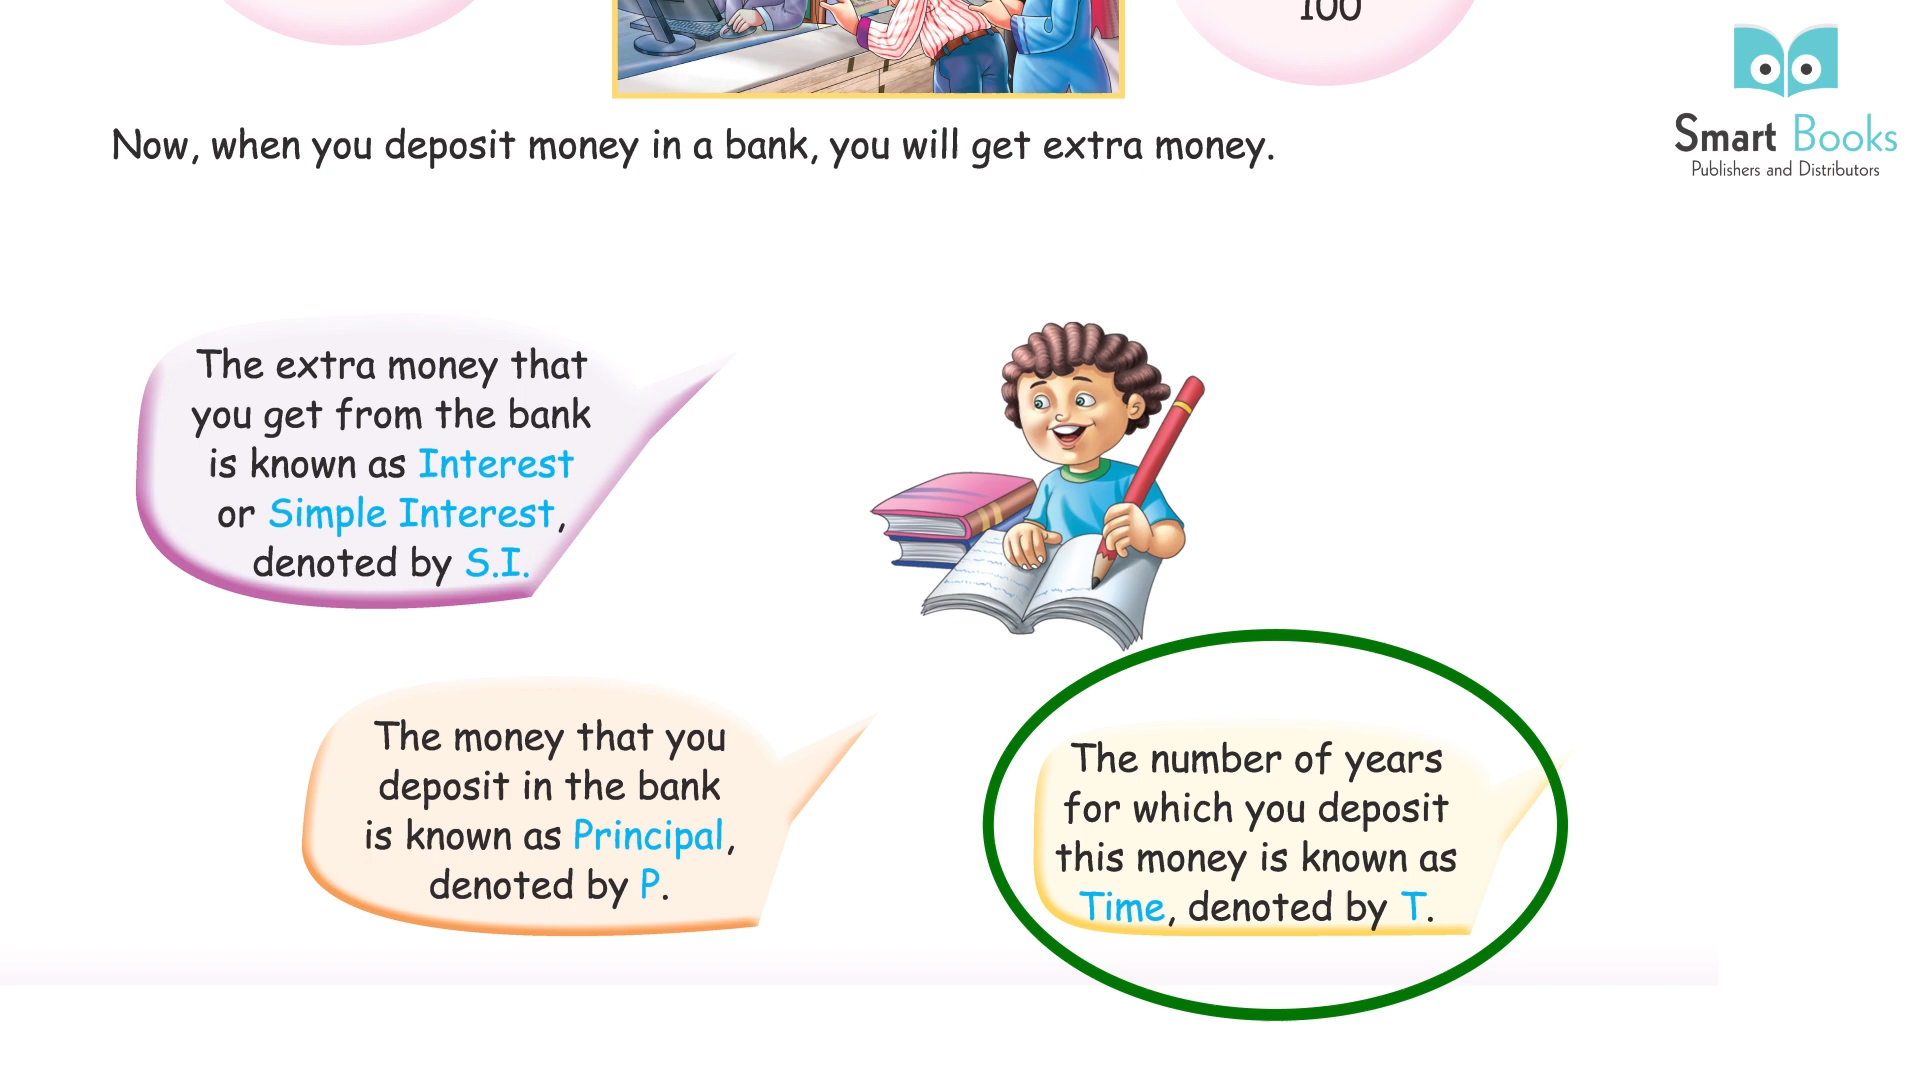 100
Smart Books
Publishers and Distributors
Now, when you deposit money in a bank, you will get extra money.
The extra money that
you get from the bank
is known as Interest
or Simple Interest,
denoted by S.I.
The money that you
deposit in the bank
is known as Principal,
denoted by P.
The number of years
for which you deposit
this money is known as
Time, denoted by T.